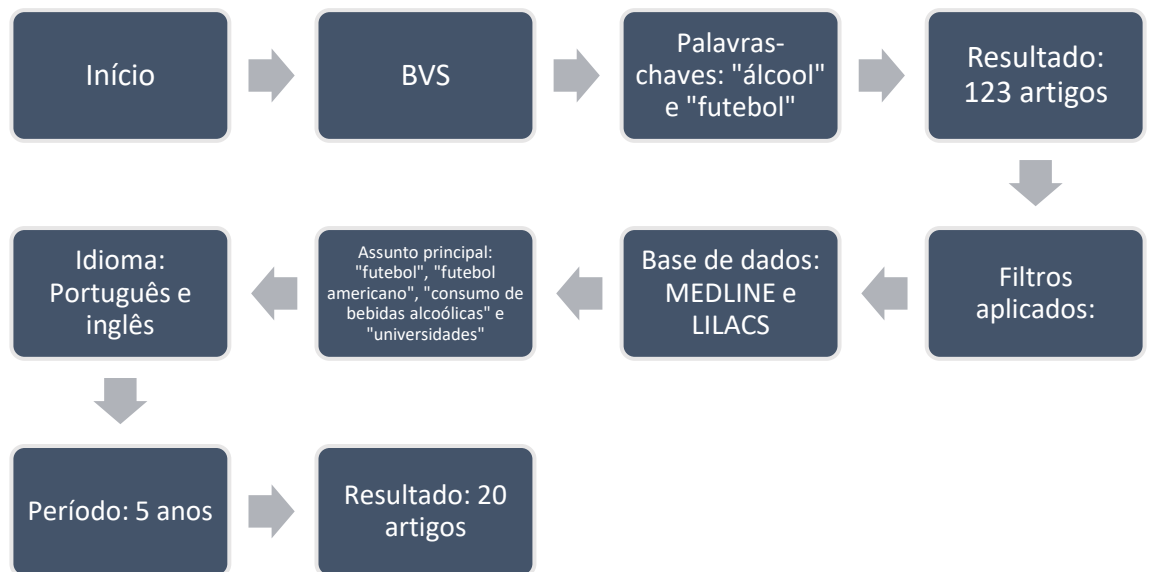 Início
BVS
Palavras-
chaves: "álcool"
e "futebol"
Resultado:
123 artigos
Filtros
aplicados:
Base de dados:
MEDLINE e
LILACS
Assunto principal:
"futebol", "futebol
americano", "consumo de
bebidas alcoólicas" e
"universidades"
Idioma:
Português e
inglês
Período: 5 anos
Resultado: 20
artigos